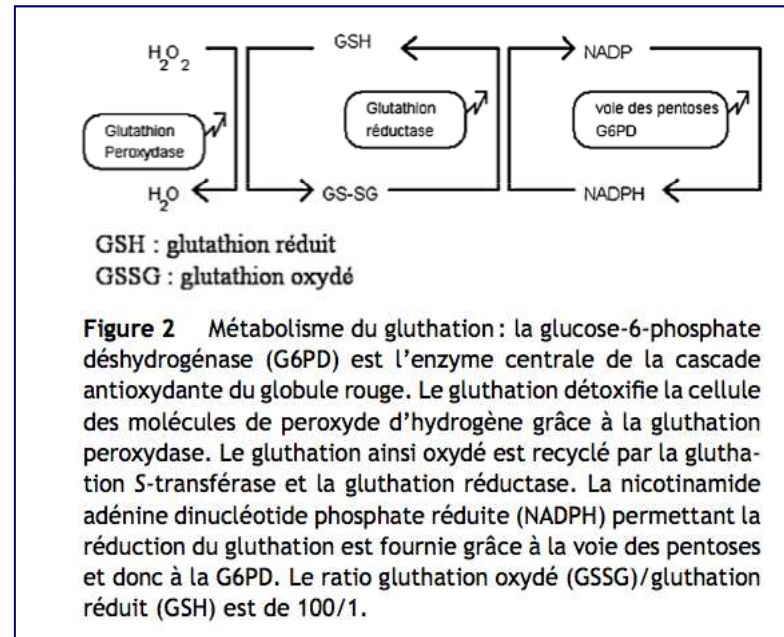 H2O2 GSH NADP
Glutathion
Peroxydase
Glutathion
réductase
voie des pentoses
G6PD
H2O GS-SG NADPH
GSH : glutathion réduit
GSSG : glutathion oxydé
Figure 2 Métabolisme du gluthation : la glucose-6-phosphate
déshydrogénase (G6PD) est l’enzyme centrale de la cascade
antioxydante du globule rouge. Le gluthation détoxifie la cellule
des molécules de peroxyde d’hydrogène grâce à la gluthation
peroxydase. Le gluthation ainsi oxydé est recyclé par la glutha-
tion S-transférase et la gluthation réductase. La nicotinamide
adénine dinucléotide phosphate réduite (NADPH) permettant la
réduction du gluthation est fournie grâce à la voie des pentoses
et donc à la G6PD. Le ratio gluthation oxydé (GSSG)/gluthation
réduit (GSH) est de 100/1.